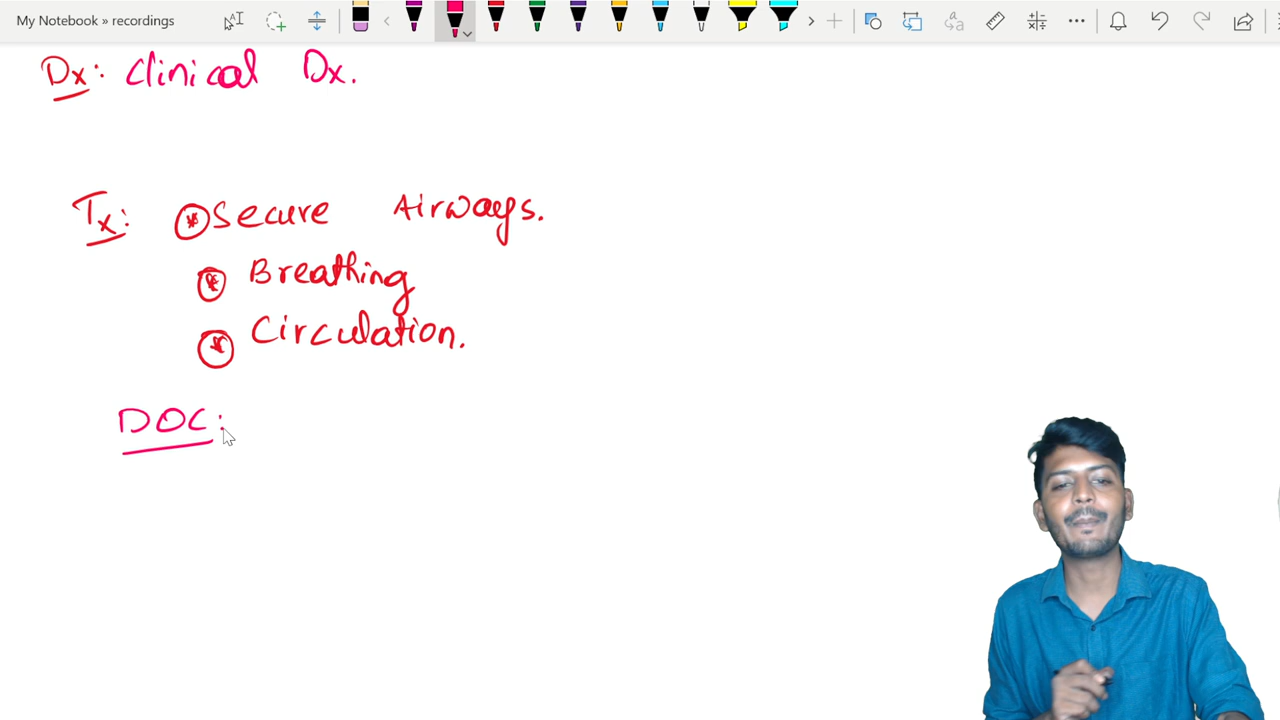 My Notebook » recordings
Dx: Clinical Dx.
Tx: Secure Airways.
Breathing
Circulation.
DOC: